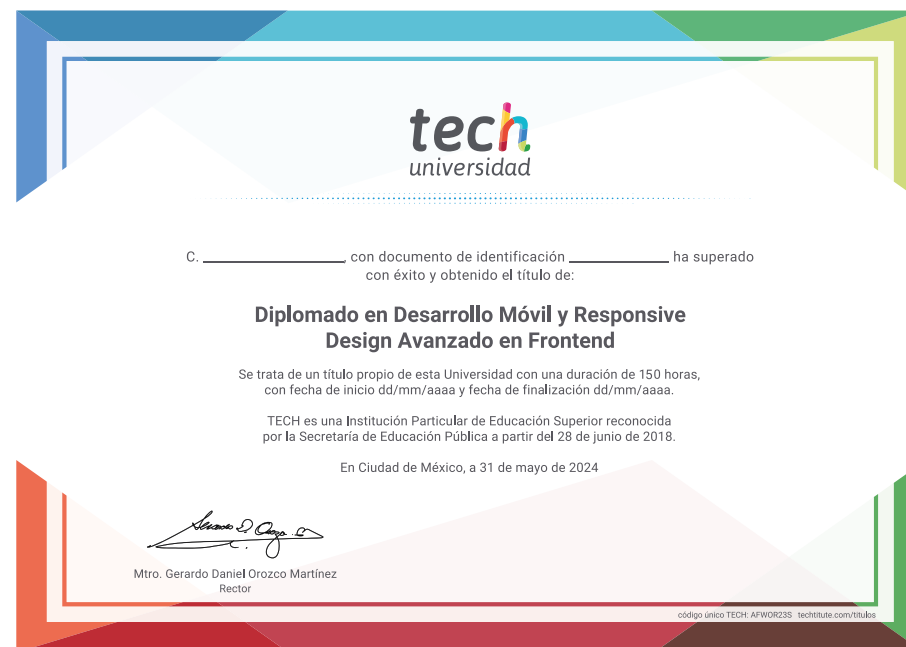 tech
universidad
C. ____________, con documento de identificación ____________ ha superado
con éxito y obtenido el título de:
Diplomado en Desarrollo Móvil y Responsive
Design Avanzado en Frontend
Se trata de un título propio de esta Universidad con una duración de 150 horas,
con fecha de inicio dd/mm/aaaa y fecha de finalización dd/mm/aaaa.
TECH es una Institución Particular de Educación Superior reconocida
por la Secretaría de Educación Pública a partir del 28 de junio de 2018.
En Ciudad de México, a 31 de mayo de 2024
Mtro. Gerardo Daniel Orozco Martínez
Rector
código único TECH: AFWOR23S techtitute.com/titulos